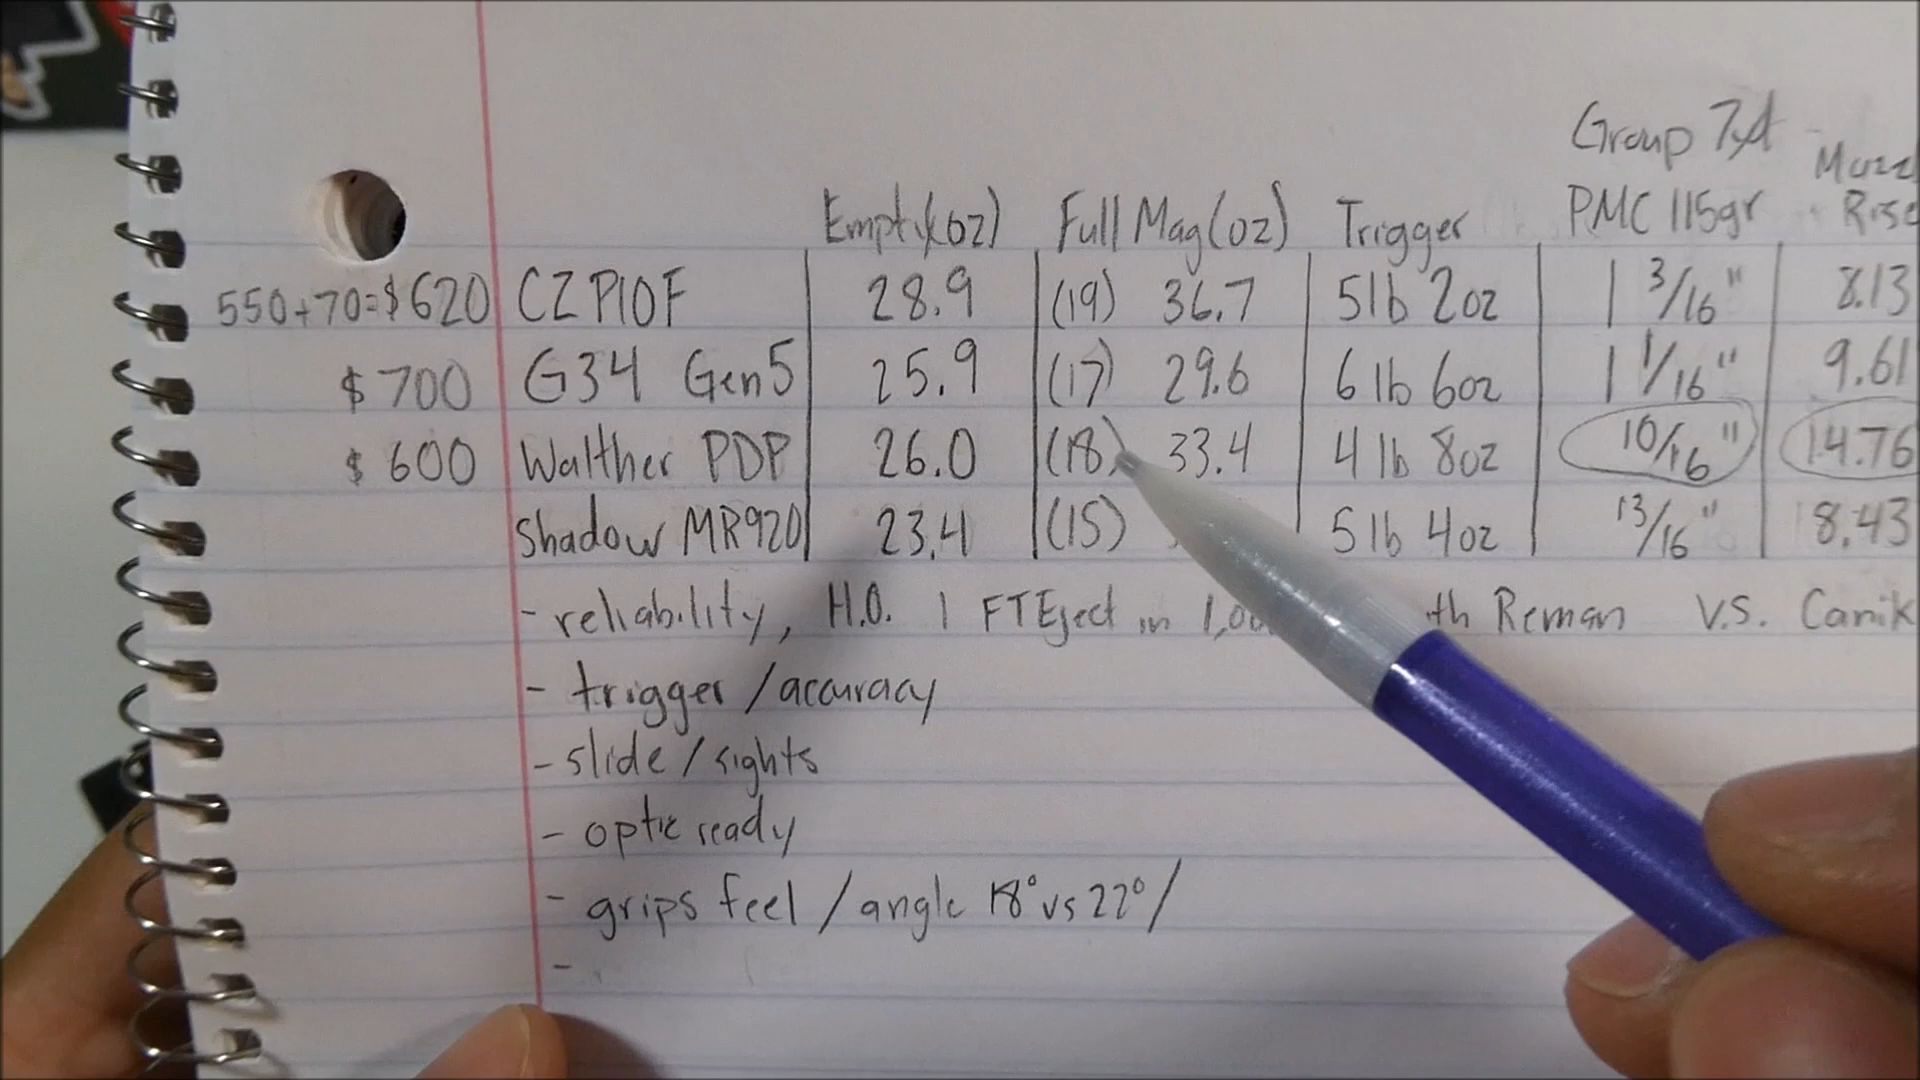 Group 7yd Muzzl
Empty(oz) Full Mag(oz) Trigger PMC 115gr Rise
550+70=$620 CZ P10F 28.9 (19) 36.7 5lb 2oz 1 3/16" 8.13
$700 G34 Gen5 25.9 (17) 29.6 6lb 6oz 1 1/16" 9.61
$600 Walther PDP 26.0 (18) 33.4 4lb 8oz 10/16" 14.76
Shadow MR920 23.4 (15) 5lb 4oz 13/16" 8.43
- reliability, H.O. 1 FTEject in th Reman V.S. Canik
- trigger/accuracy
- slide/sights
- optic ready
- grips feel/angle 18° vs 22°/
-